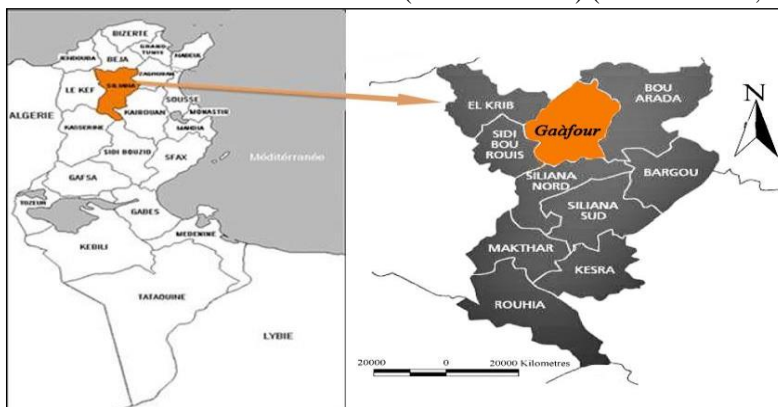 BIZERTE
GRAND
TUNIS
JENDOUDA
BEJA
NABEUL
ZAGHOUAN
LE KEF
SILIANA
SOUSSE
ALGERIE
KAIROUAN
MONASTIR
KASSERINE
MAHDIA
SIDI BOUZID
SFAX
Méditérranée
GAFSA
TOZEUR
GABES
MEDENINE
KEBILI
TATAOUINE
LYBIE
EL KRIB
BOU
ARADA
Gaàfour
SIDI
BOU
ROUIS
N
SILIANA
NORD
BARGOU
SILIANA
SUD
MAKTHAR
KESRA
ROUHIA
20000 0 20000 Kilometres